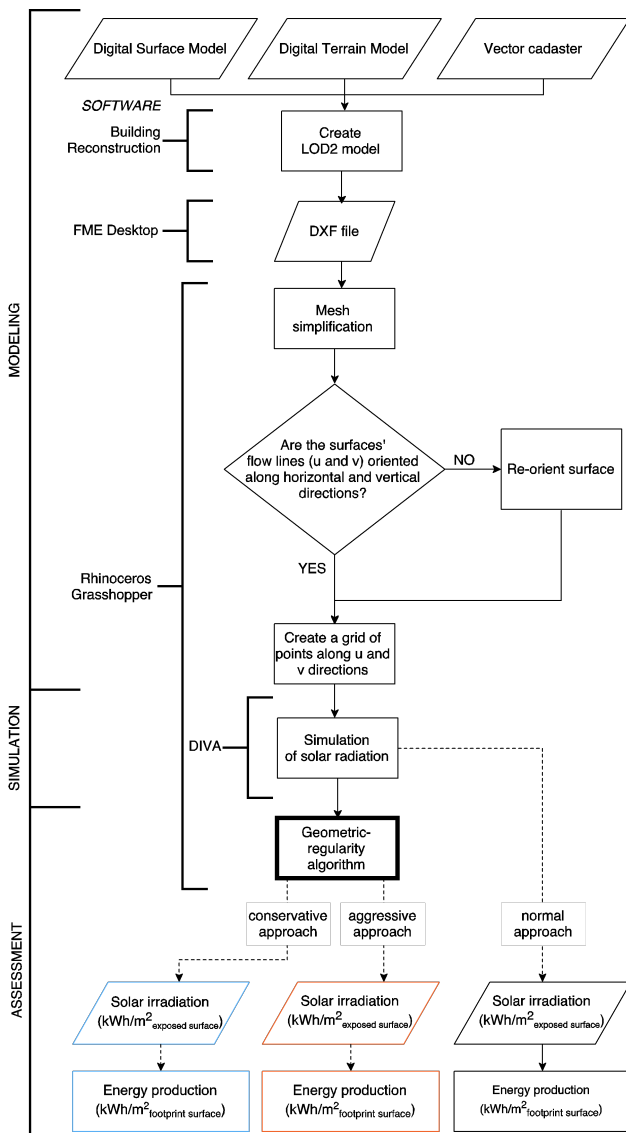 Digital Surface Model
Digital Terrain Model
Vector cadaster
SOFTWARE
Building
Reconstruction
Create
LOD2 model
FME Desktop
DXF file
MODELING
Mesh
simplification
Are the surfaces'
flow lines (u and v) oriented
along horizontal and vertical
directions?
NO
Re-orient surface
YES
Rhinoceros
Grasshopper
Create a grid of
points along u and
v directions
SIMULATION
DIVA
Simulation
of solar radiation
Geometric-
regularity
algorithm
ASSESSMENT
conservative
approach
aggressive
approach
normal
approach
Solar irradiation
(kWh/m2exposed surface)
Solar irradiation
(kWh/m2exposed surface)
Solar irradiation
(kWh/m2exposed surface)
Energy production
(kWh/m2footprint surface)
Energy production
(kWh/m2footprint surface)
Energy production
(kWh/m2footprint surface)